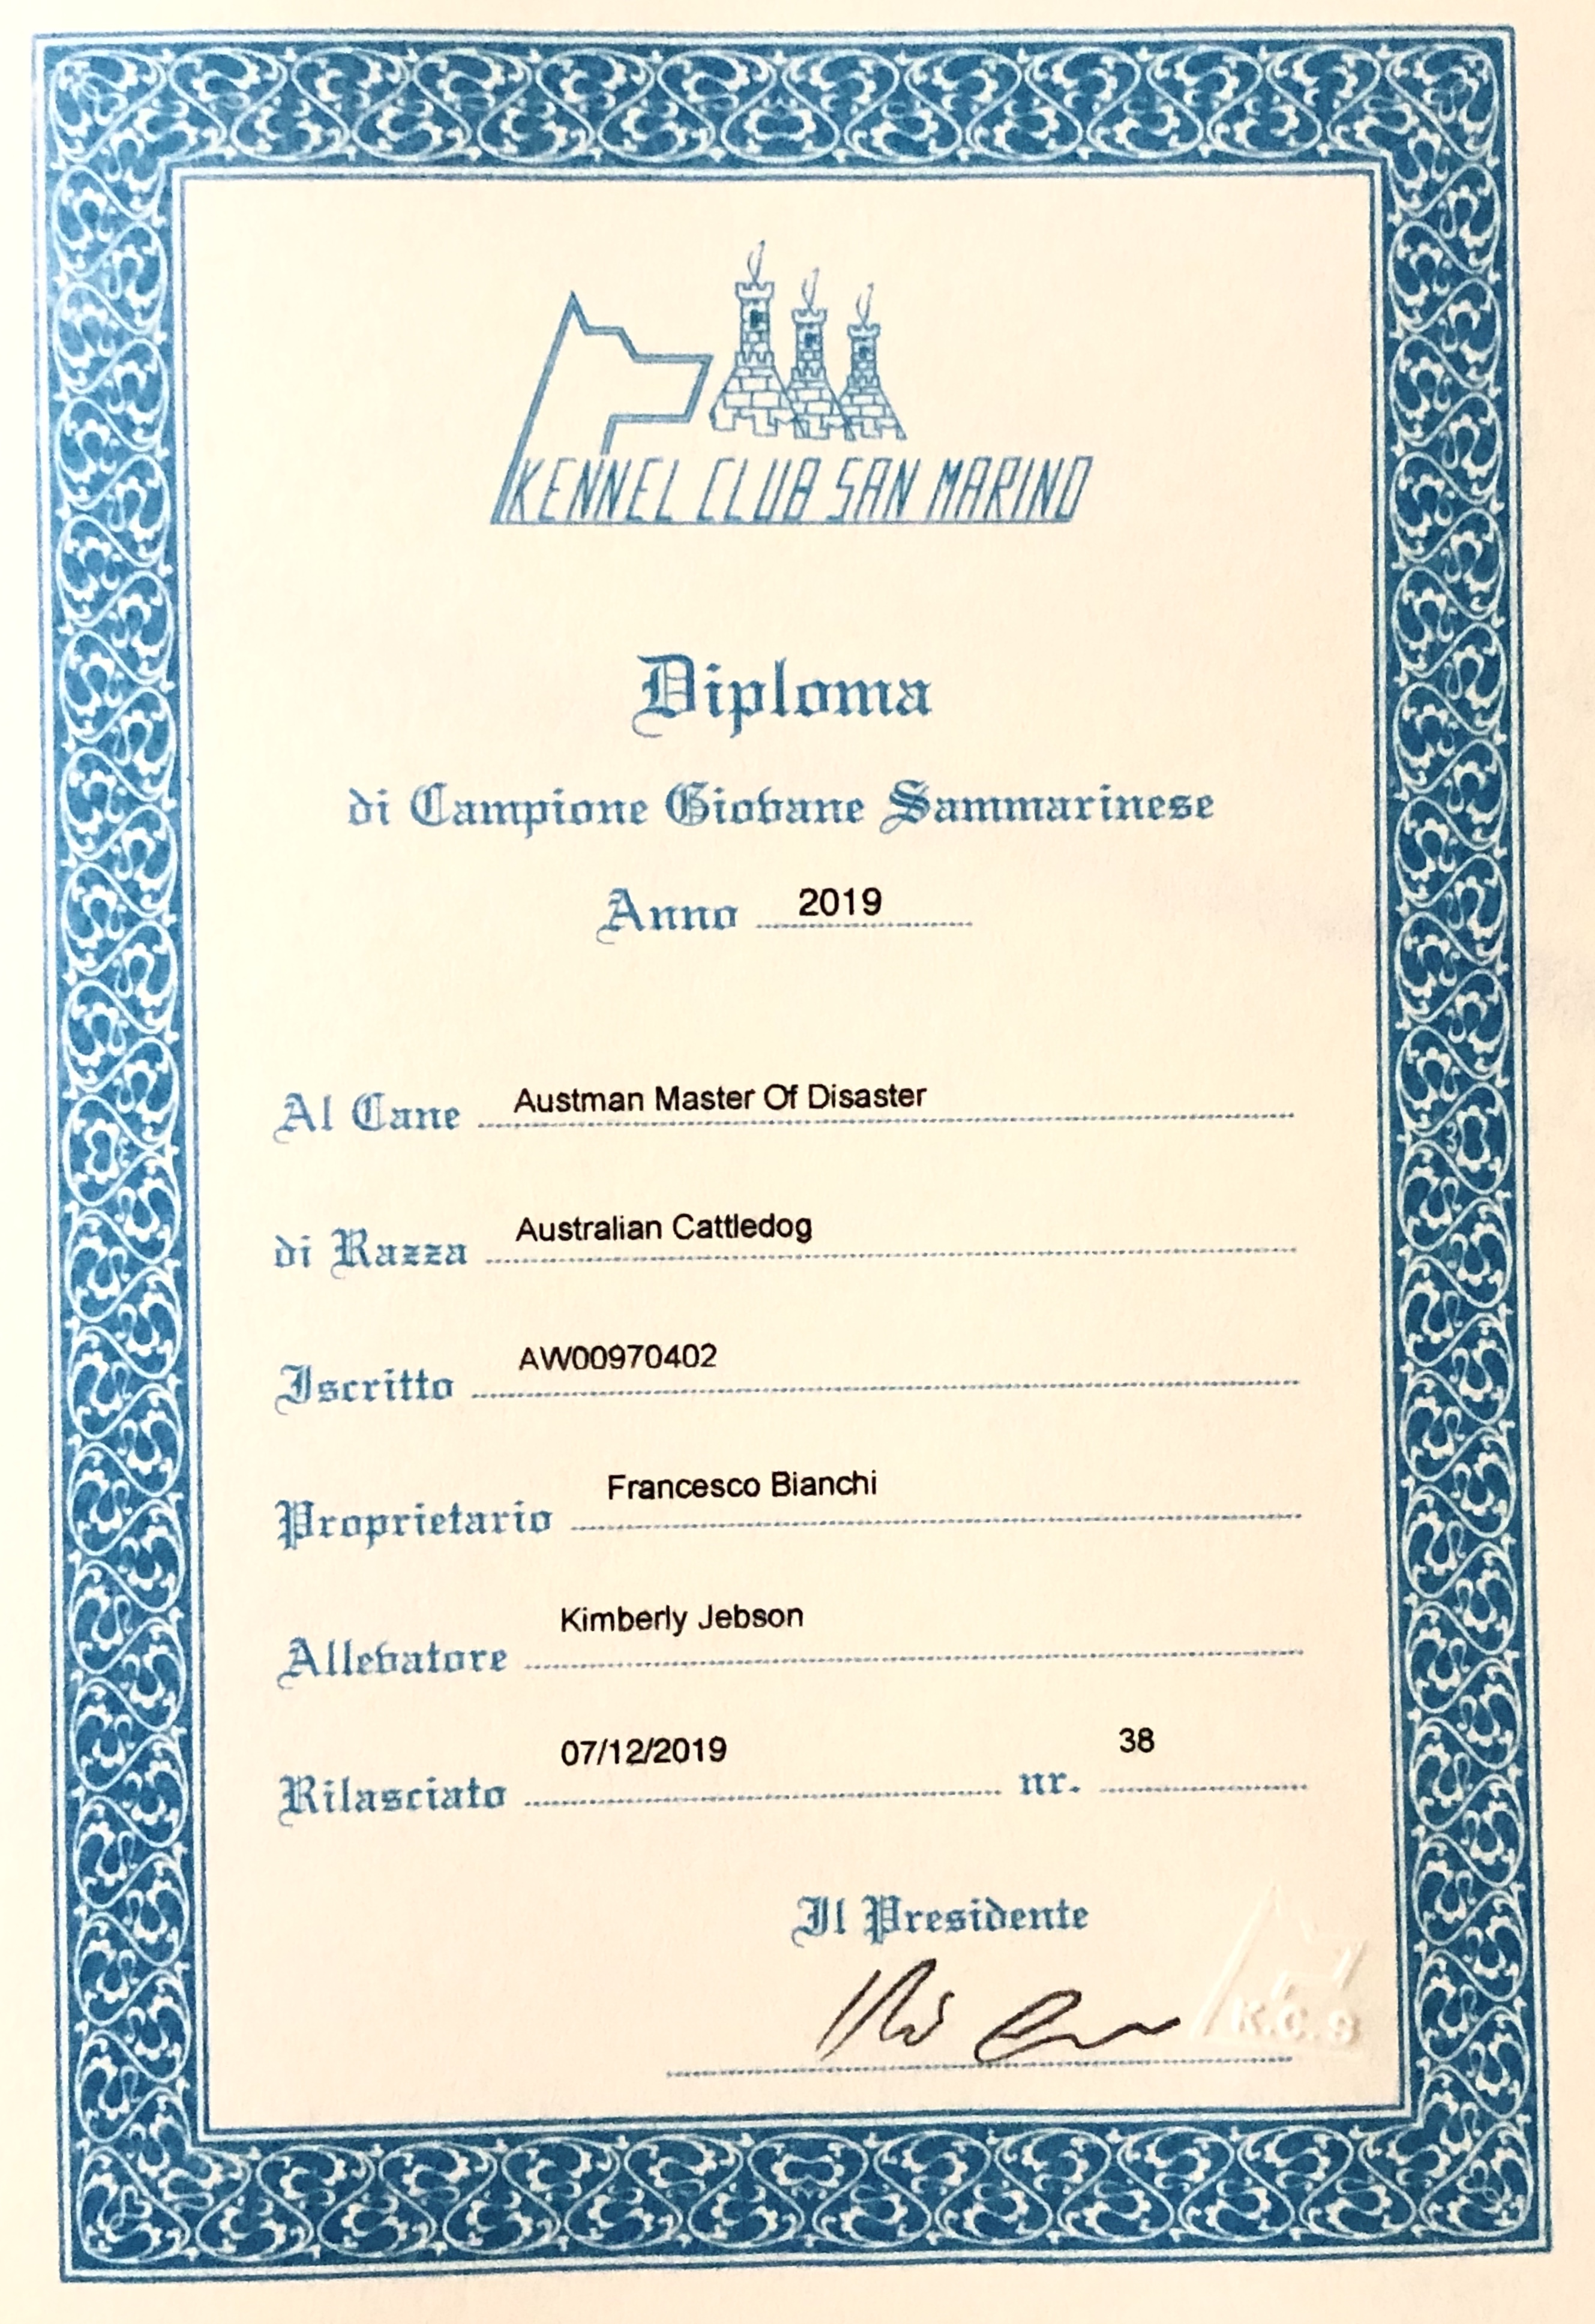 KENNEL CLUB SAN MARINO
Diploma
di Campione Giovane Sammarinese
Anno 2019
Al Cane Austman Master Of Disaster
di Razza Australian Cattledog
Iscritto AW00970402
Proprietario Francesco Bianchi
Allevatore Kimberly Jebson
Rilasciato 07/12/2019 nr. 38
Il Presidente
K.C.S